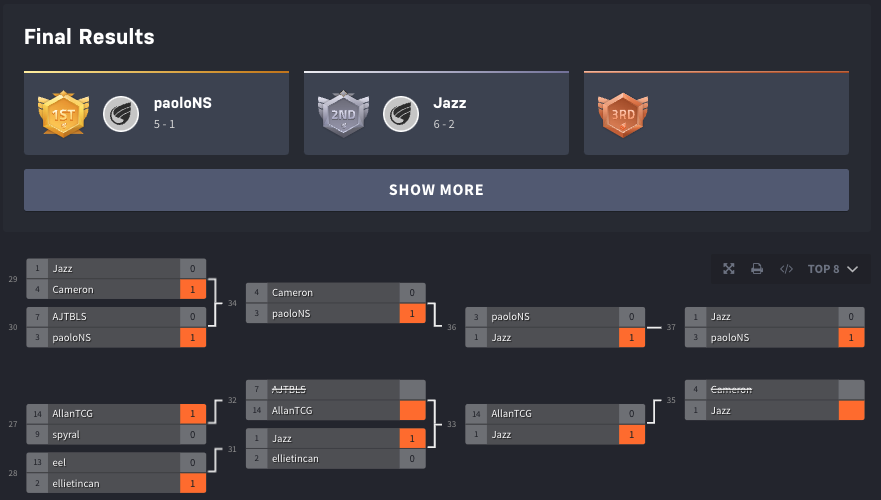 Final Results
1ST
paoloNS
5 - 1
2ND
Jazz
6 - 2
3RD
SHOW MORE
TOP 8
29
1 Jazz 0
4 Cameron 1
30
7 AJTBLS 0
3 paoloNS 1
34
4 Cameron 0
3 paoloNS 1
36
3 paoloNS 0
1 Jazz 1
37
1 Jazz 0
3 paoloNS 1
27
14 AllanTCG 1
9 spyral 0
28
13 eel 0
2 ellietincan 1
32
7 AJTBLS
14 AllanTCG
31
1 Jazz 1
2 ellietincan 0
33
14 AllanTCG 0
1 Jazz 1
35
4 Cameron
1 Jazz